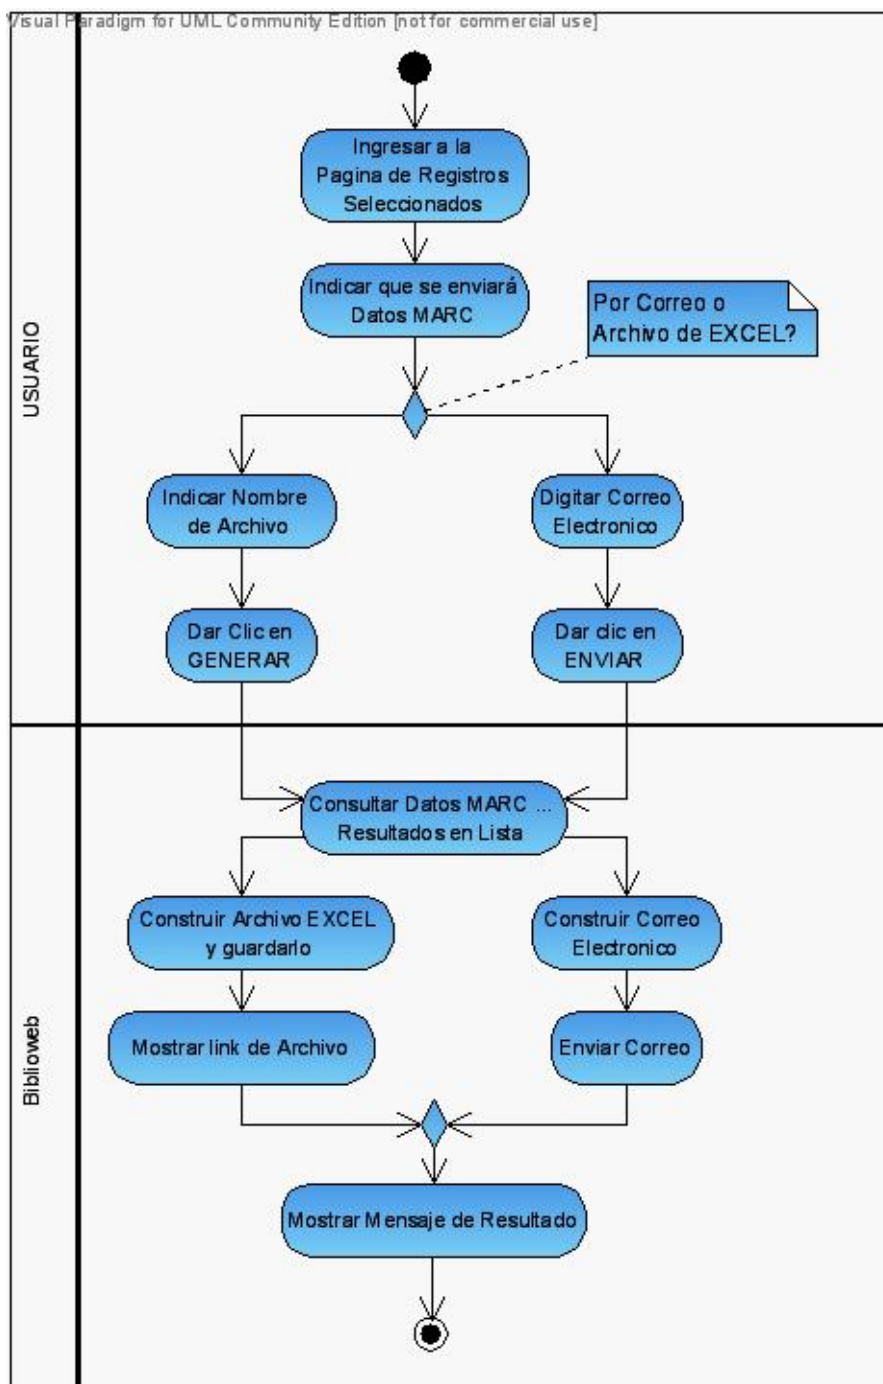 Visual Paradigm for UML Community Edition [not for commercial use]
USUARIO
Ingresar a la
Pagina de Registros
Seleccionados
Indicar que se enviará
Datos MARC
Por Correo o
Archivo de EXCEL?
Indicar Nombre
de Archivo
Digitar Correo
Electronico
Dar Clic en
GENERAR
Dar clic en
ENVIAR
Biblioweb
Consultar Datos MARC ...
Resultados en Lista
Construir Archivo EXCEL
y guardarlo
Construir Correo
Electronico
Mostrar link de Archivo
Enviar Correo
Mostrar Mensaje de Resultado